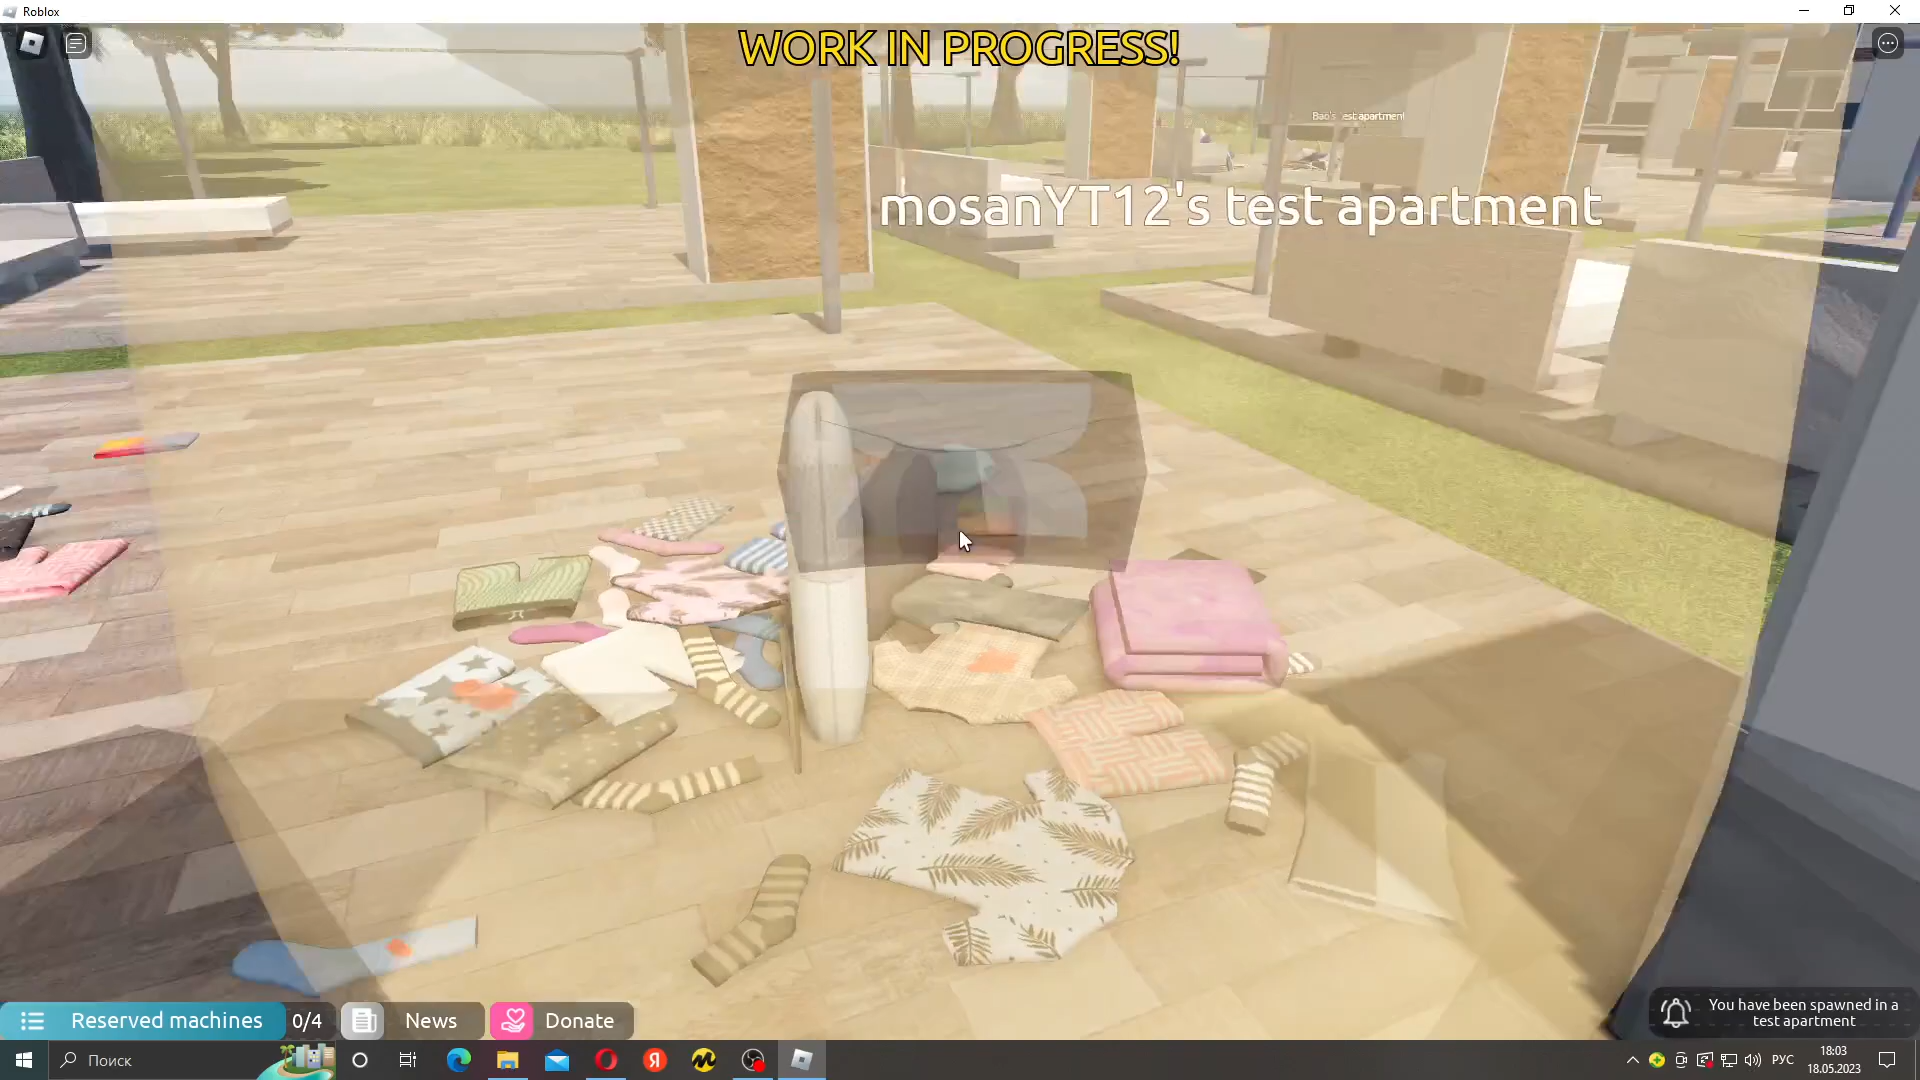 Roblox
WORK IN PROGRESS!
Bao's test apartment
mosanYT12's test apartment
Reserved machines
0/4
News
Donate
You have been spawned in a
test apartment
Поиск
РУС
18:03
18.05.2023